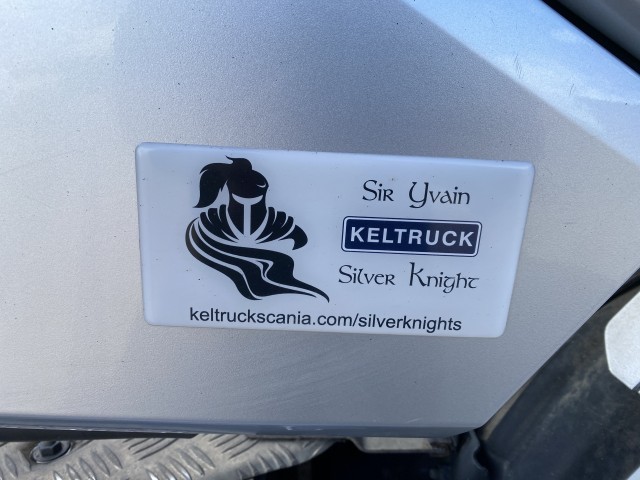 Sir Yvain
KELTRUCK
Silver Knight
keltruckscania.com/silverknights